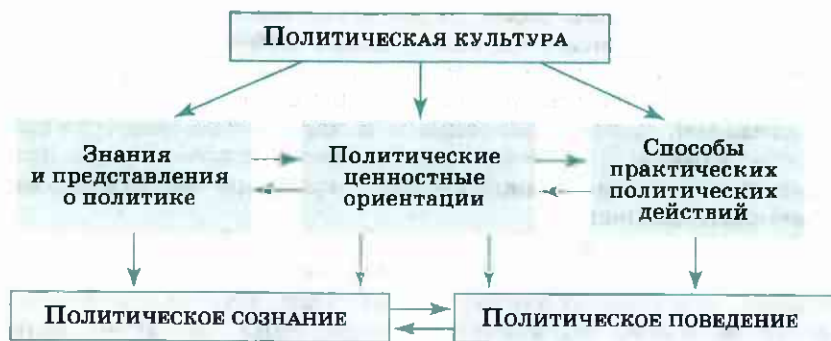 Политическая культура
Знания
и представления
о политике
Политические
ценностные
ориентации
Способы
практических
политических
действий
Политическое сознание
Политическое поведение